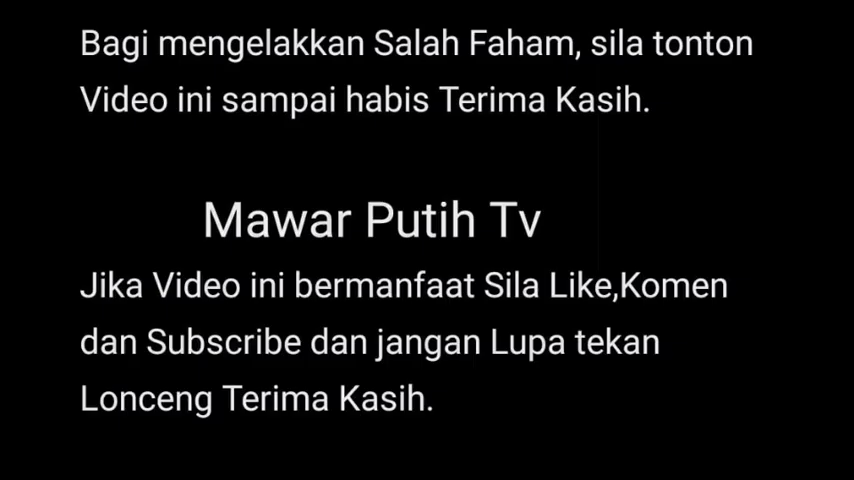 Bagi mengelakkan Salah Faham, sila tonton
Video ini sampai habis Terima Kasih.
Mawar Putih Tv
Jika Video ini bermanfaat Sila Like,Komen
dan Subscribe dan jangan Lupa tekan
Lonceng Terima Kasih.